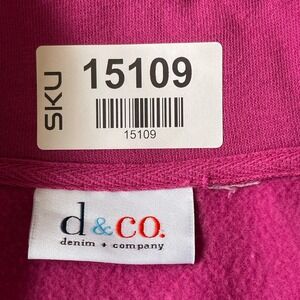 SKU
15109
15109
d&co.
denim + company